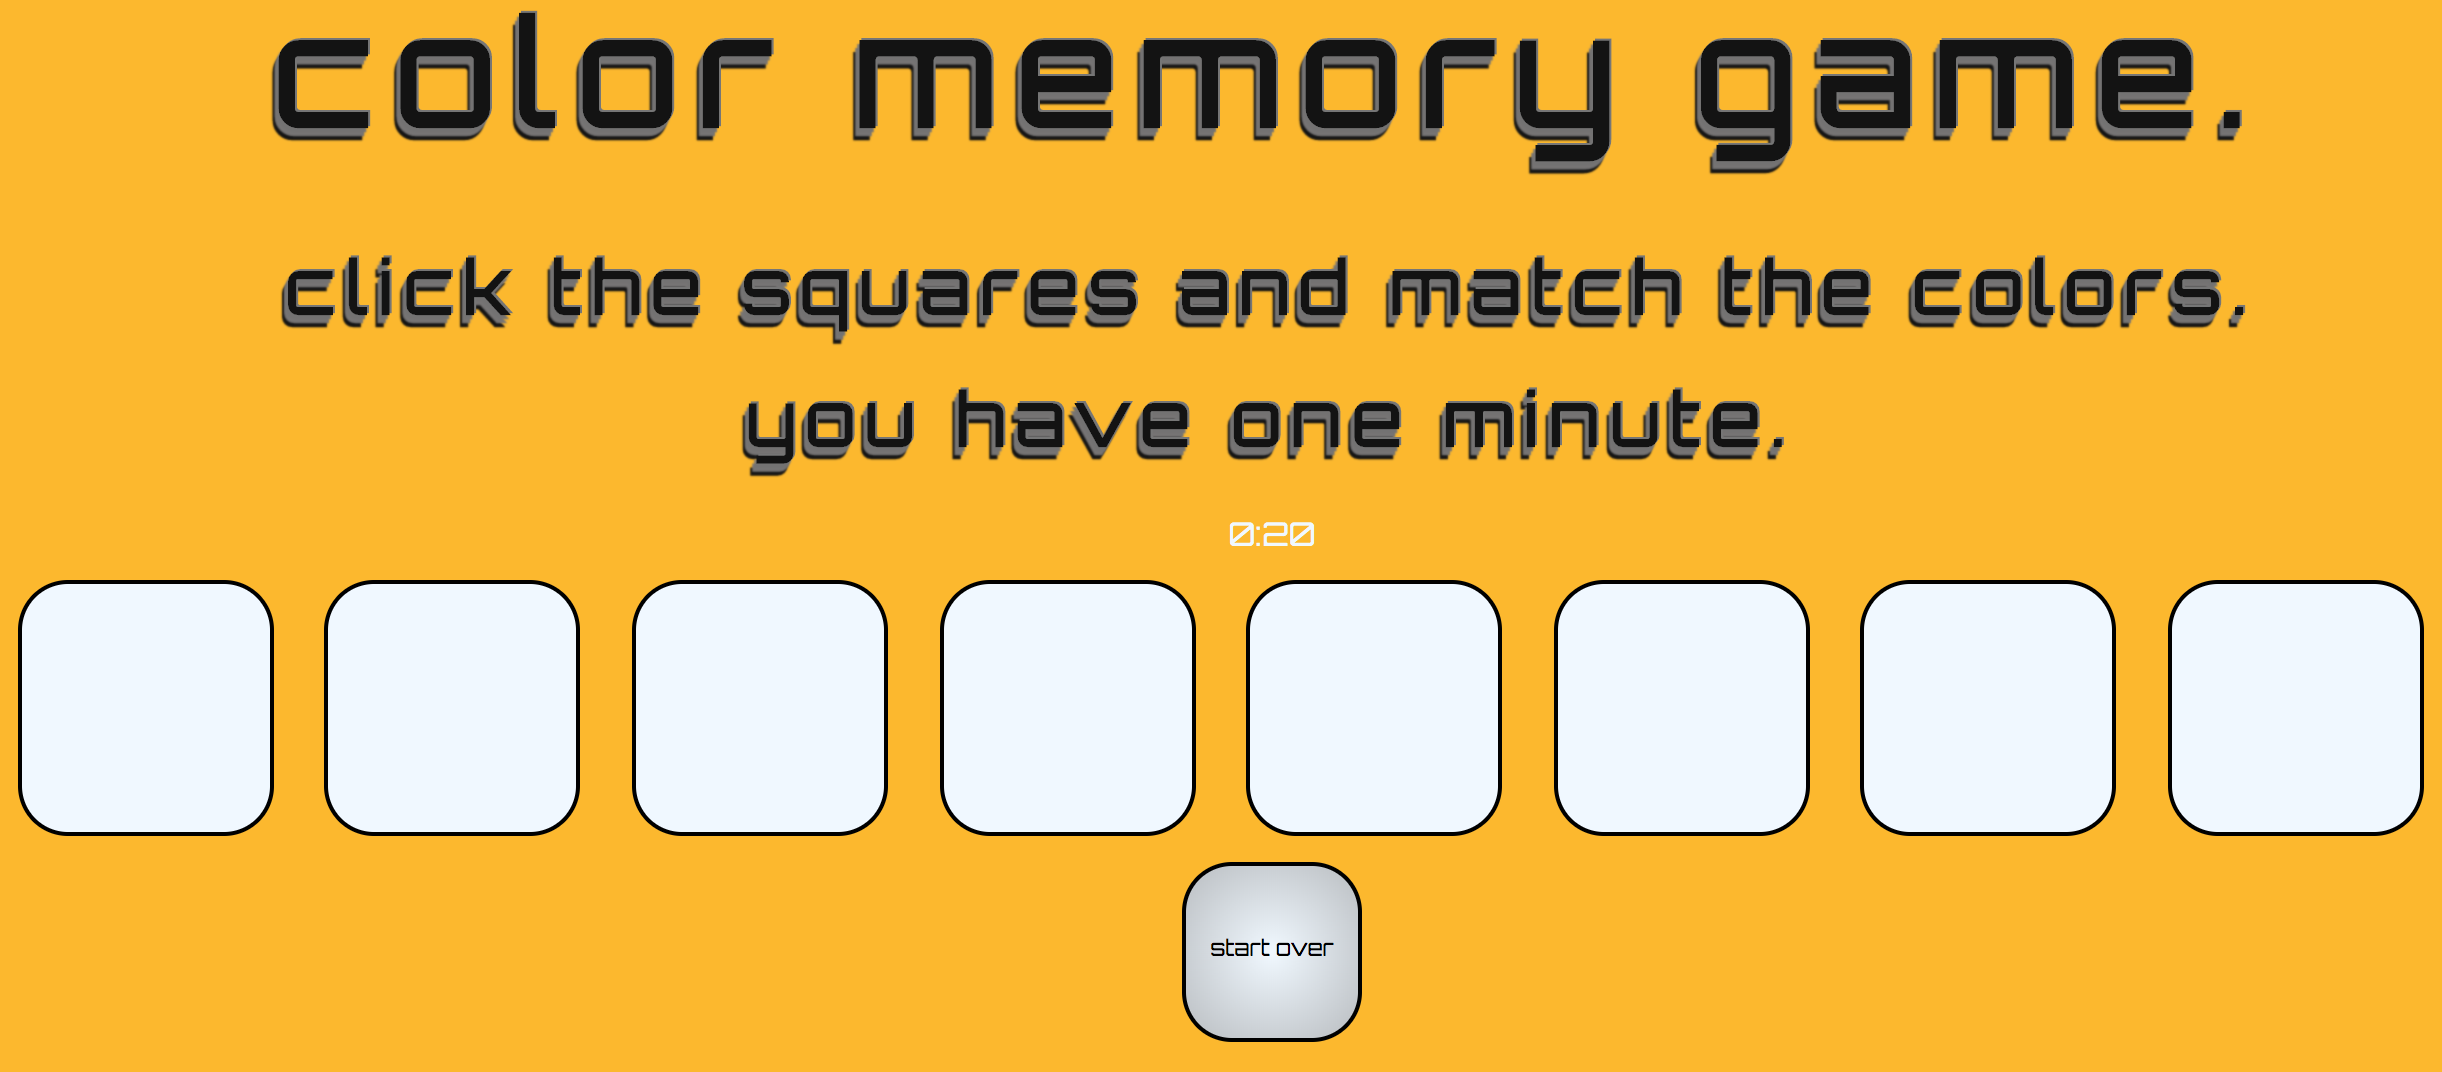 color memory game.
click the squares and match the colors.
you have one minute.
0:20
start over